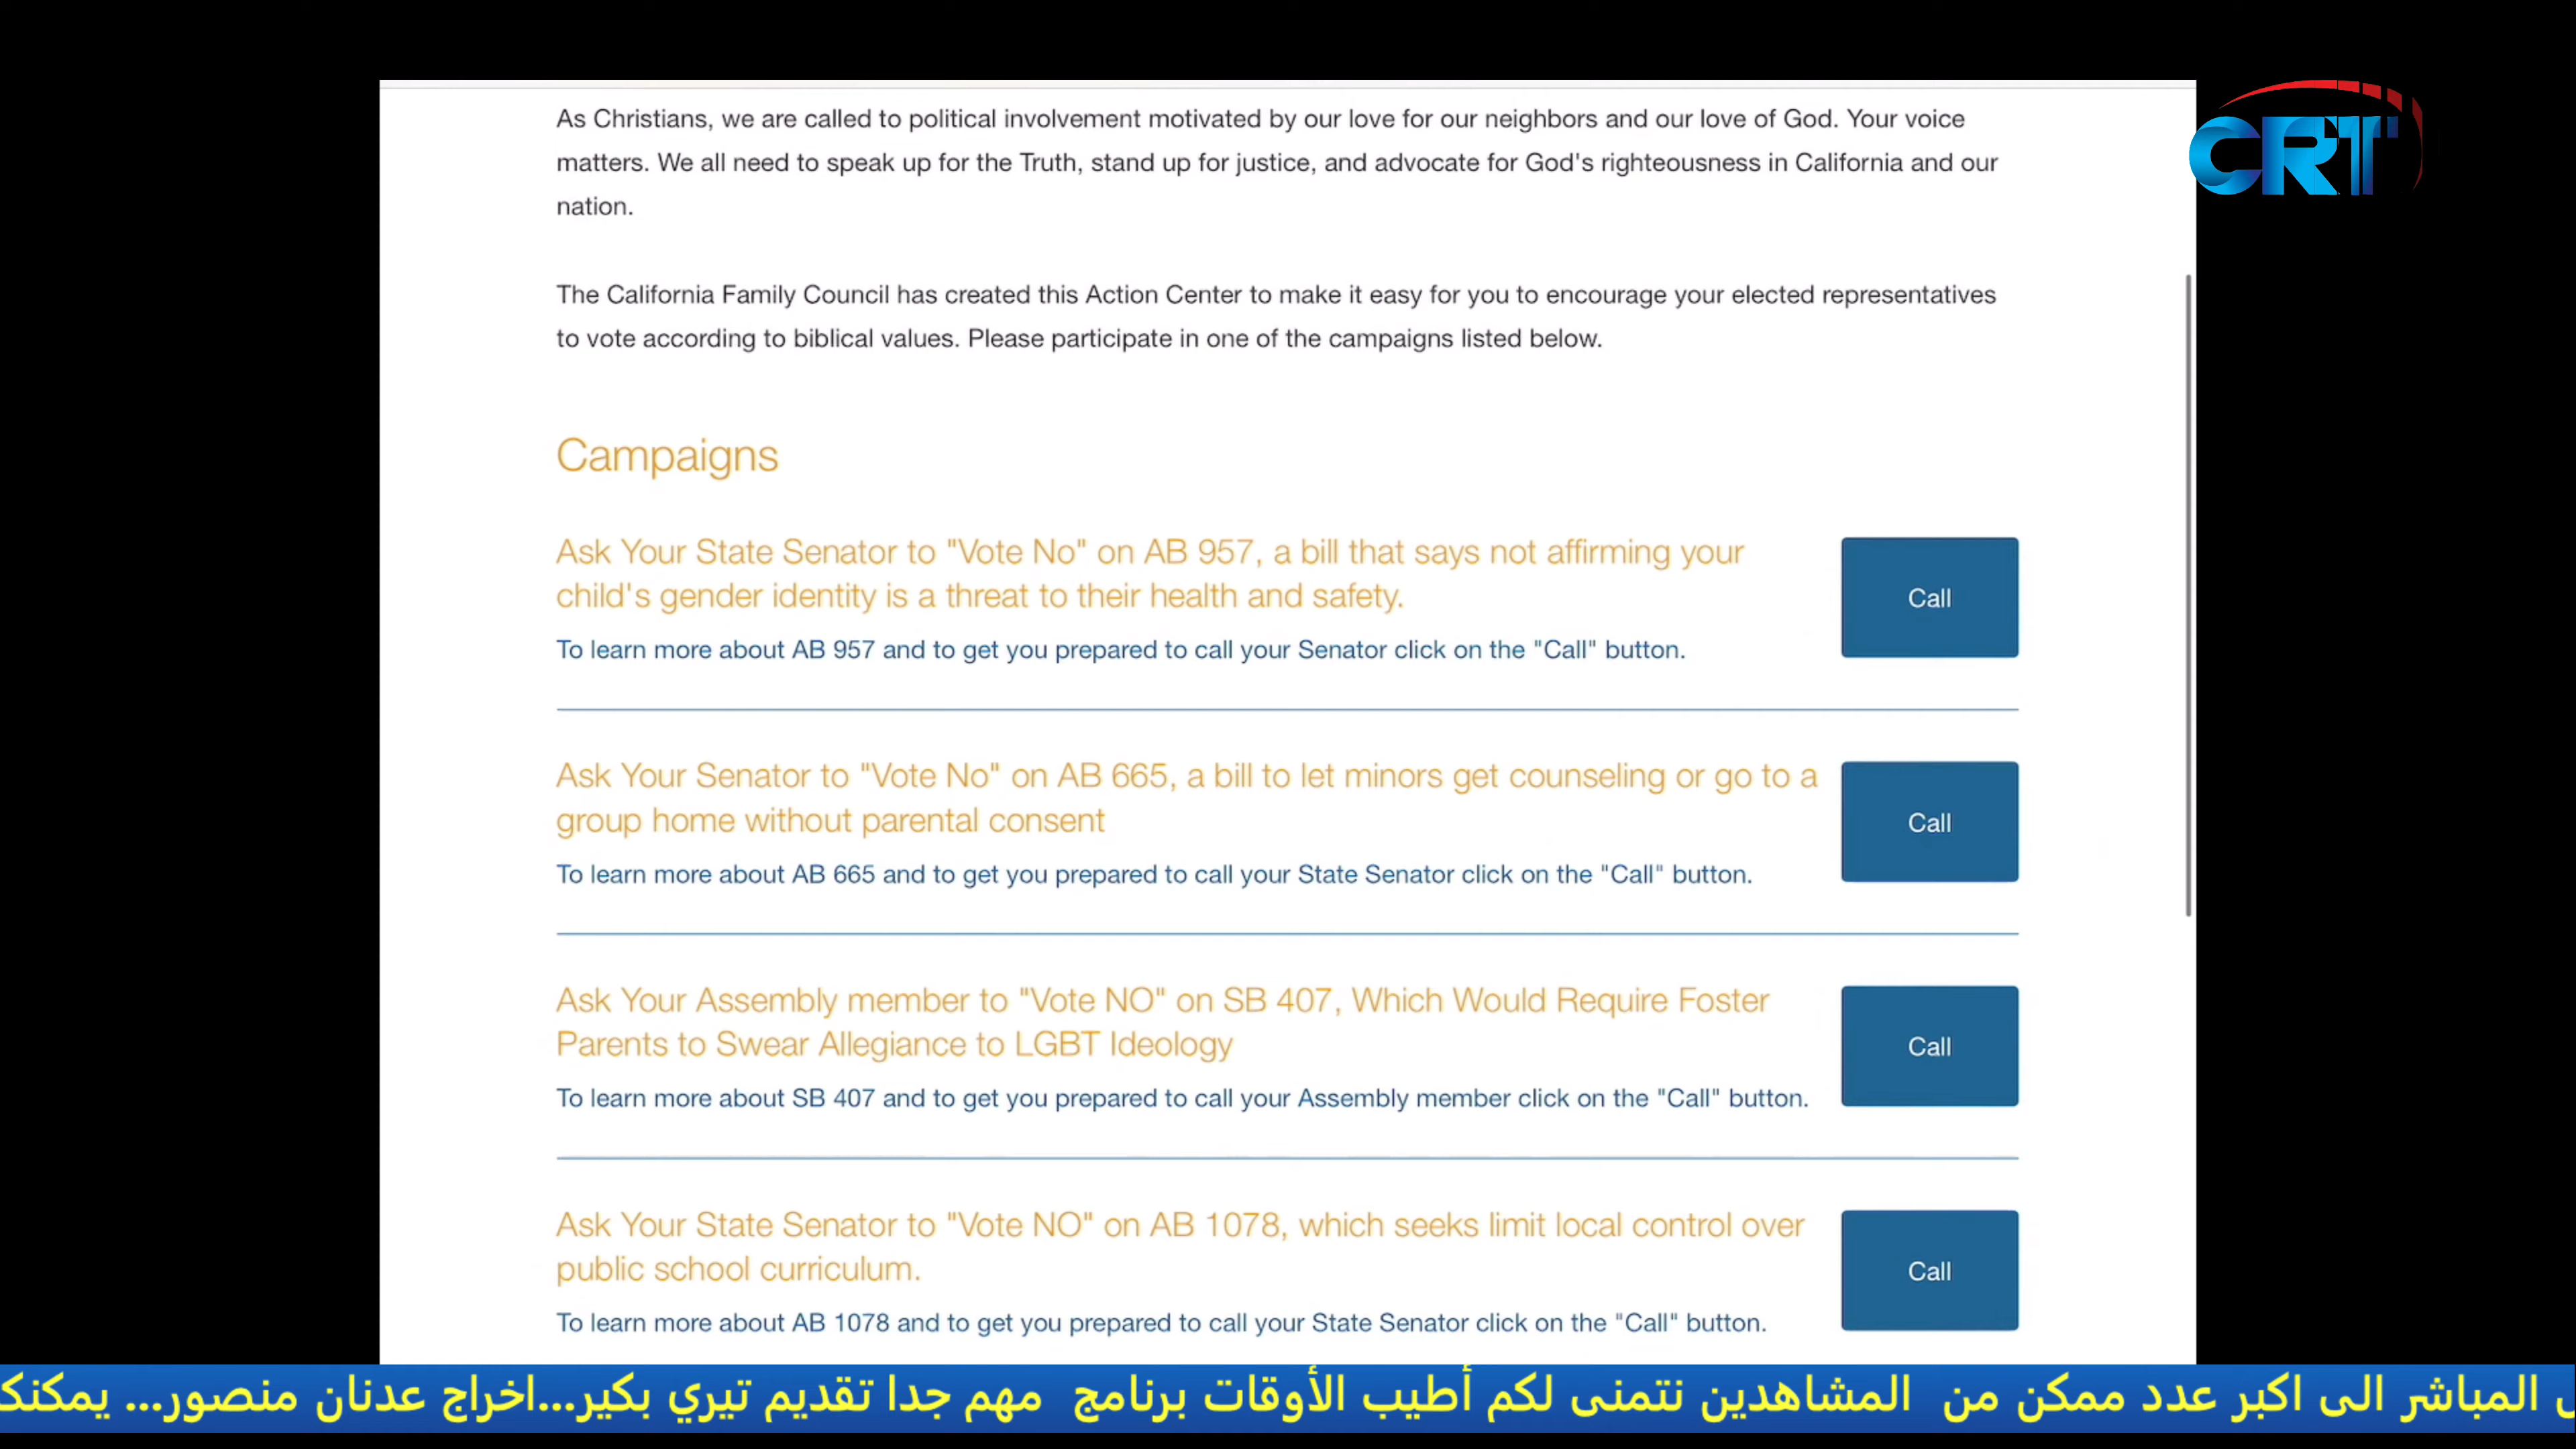 As Christians, we are called to political involvement motivated by our love for our neighbors and our love of God. Your voice
matters. We all need to speak up for the Truth, stand up for justice, and advocate for God's righteousness in California and our
nation.
CRT
The California Family Council has created this Action Center to make it easy for you to encourage your elected representatives
to vote according to biblical values. Please participate in one of the campaigns listed below.
Campaigns
Ask Your State Senator to "Vote No" on AB 957, a bill that says not affirming your
child's gender identity is a threat to their health and safety.
Call
To learn more about AB 957 and to get you prepared to call your Senator click on the "Call" button.
Ask Your Senator to "Vote No" on AB 665, a bill to let minors get counseling or go to a
group home without parental consent
Call
To learn more about AB 665 and to get you prepared to call your State Senator click on the "Call" button.
Ask Your Assembly member to "Vote NO" on SB 407, Which Would Require Foster
Parents to Swear Allegiance to LGBT Ideology
Call
To learn more about SB 407 and to get you prepared to call your Assembly member click on the "Call" button.
Ask Your State Senator to "Vote NO" on AB 1078, which seeks limit local control over
public school curriculum.
Call
To learn more about AB 1078 and to get you prepared to call your State Senator click on the "Call" button.
المباشر الى اكبر عدد ممكن من المشاهدين نتمنى لكم أطيب الأوقات برنامج مهم جدا تقديم تيري بكير...اخراج عدنان منصور...